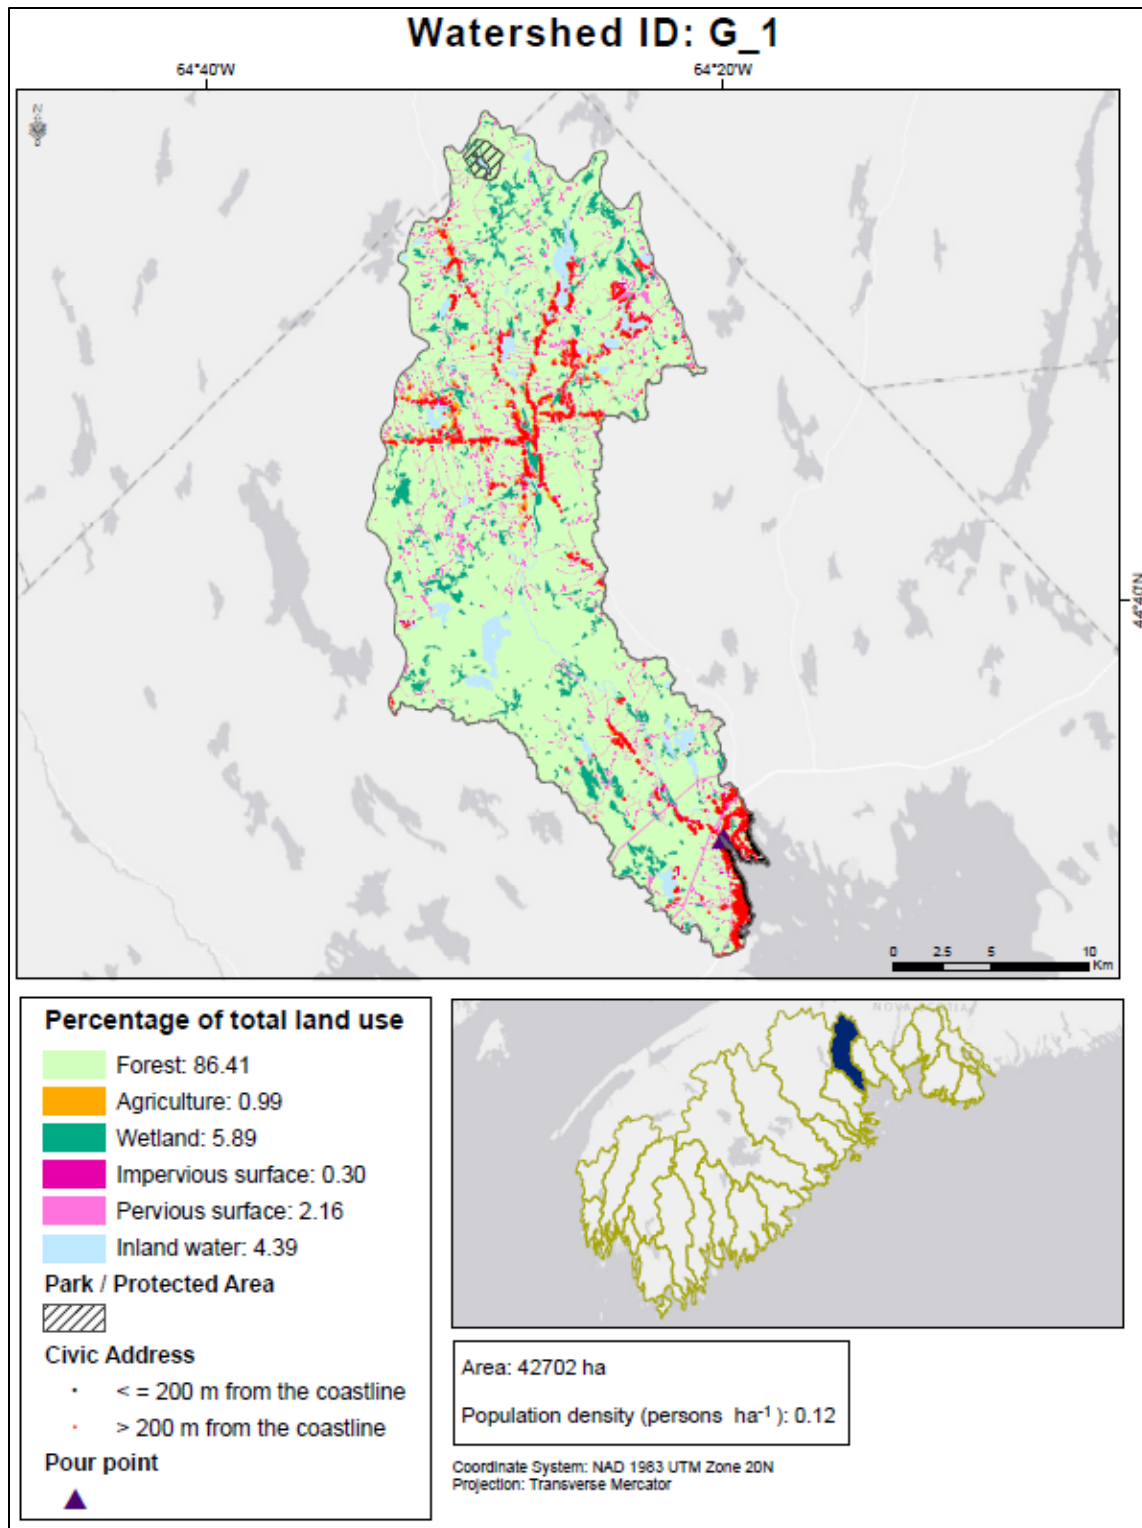 Watershed ID: G_1
64°40'W
64°20'W
N
44°40'N
0 2.5 5 10
Km
Percentage of total land use
Forest: 86.41
Agriculture: 0.99
Wetland: 5.89
Impervious surface: 0.30
Pervious surface: 2.16
Inland water: 4.39
Park / Protected Area
Civic Address
< = 200 m from the coastline
> 200 m from the coastline
Pour point
NOVA
Area: 42702 ha
Population density (persons ha-1 ): 0.12
Coordinate System: NAD 1983 UTM Zone 20N
Projection: Transverse Mercator